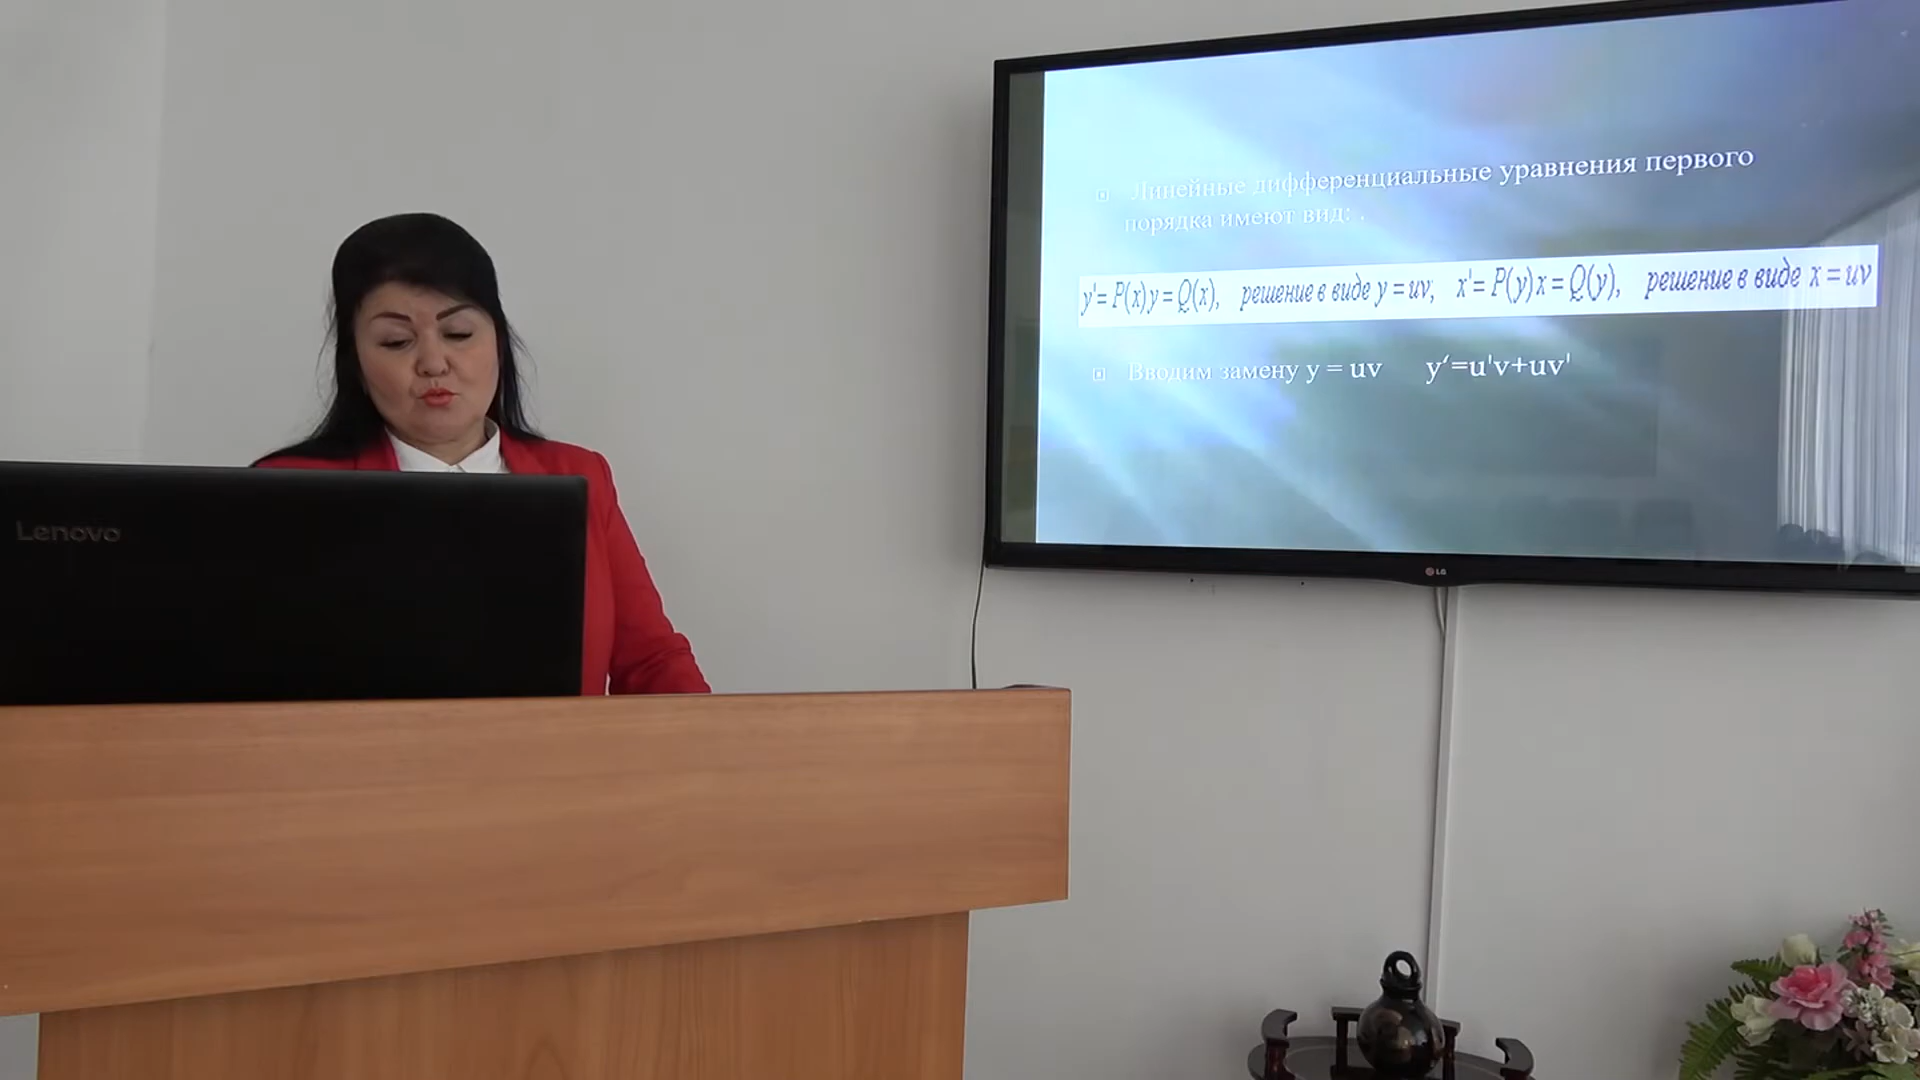 Линейные дифференциальные уравнения первого
порядка имеют вид: .
y'= P(x)y = Q(x), решение в виде y = uv; x'= P(y)x = Q(y), решение в виде x = uv
Вводим замену y = uv y‘=u'v+uv'
Lenovo
LG